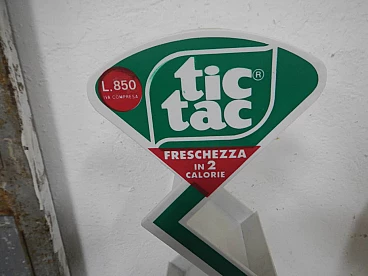 L.850
IVA COMPRESA
tic®
tac
FRESCHEZZA
IN 2
CALORIE